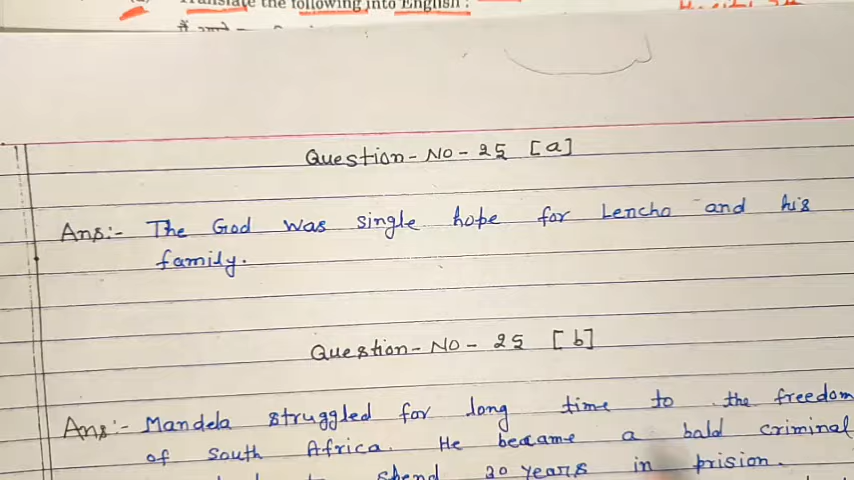 Translate the following into English :
Question - No - 25 [a]
Ans:- The God was single hope for Lencho and his
family.
Question - No - 25 [b]
Ans:- Mandela struggled for long time to the freedom
of south Africa. He became a bald criminal
spend 30 years in prision.